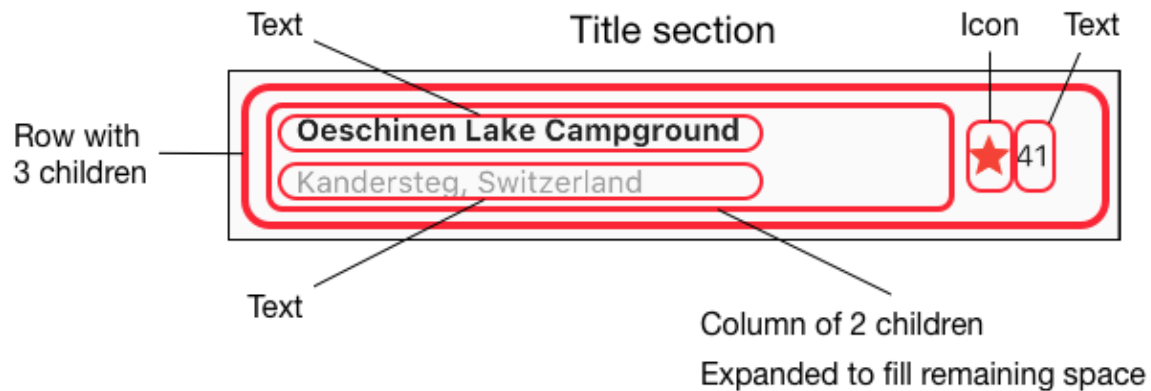 Text
Title section
Icon
Text
Row with
3 children
Oeschinen Lake Campground
41
Kandersteg, Switzerland
Text
Column of 2 children
Expanded to fill remaining space